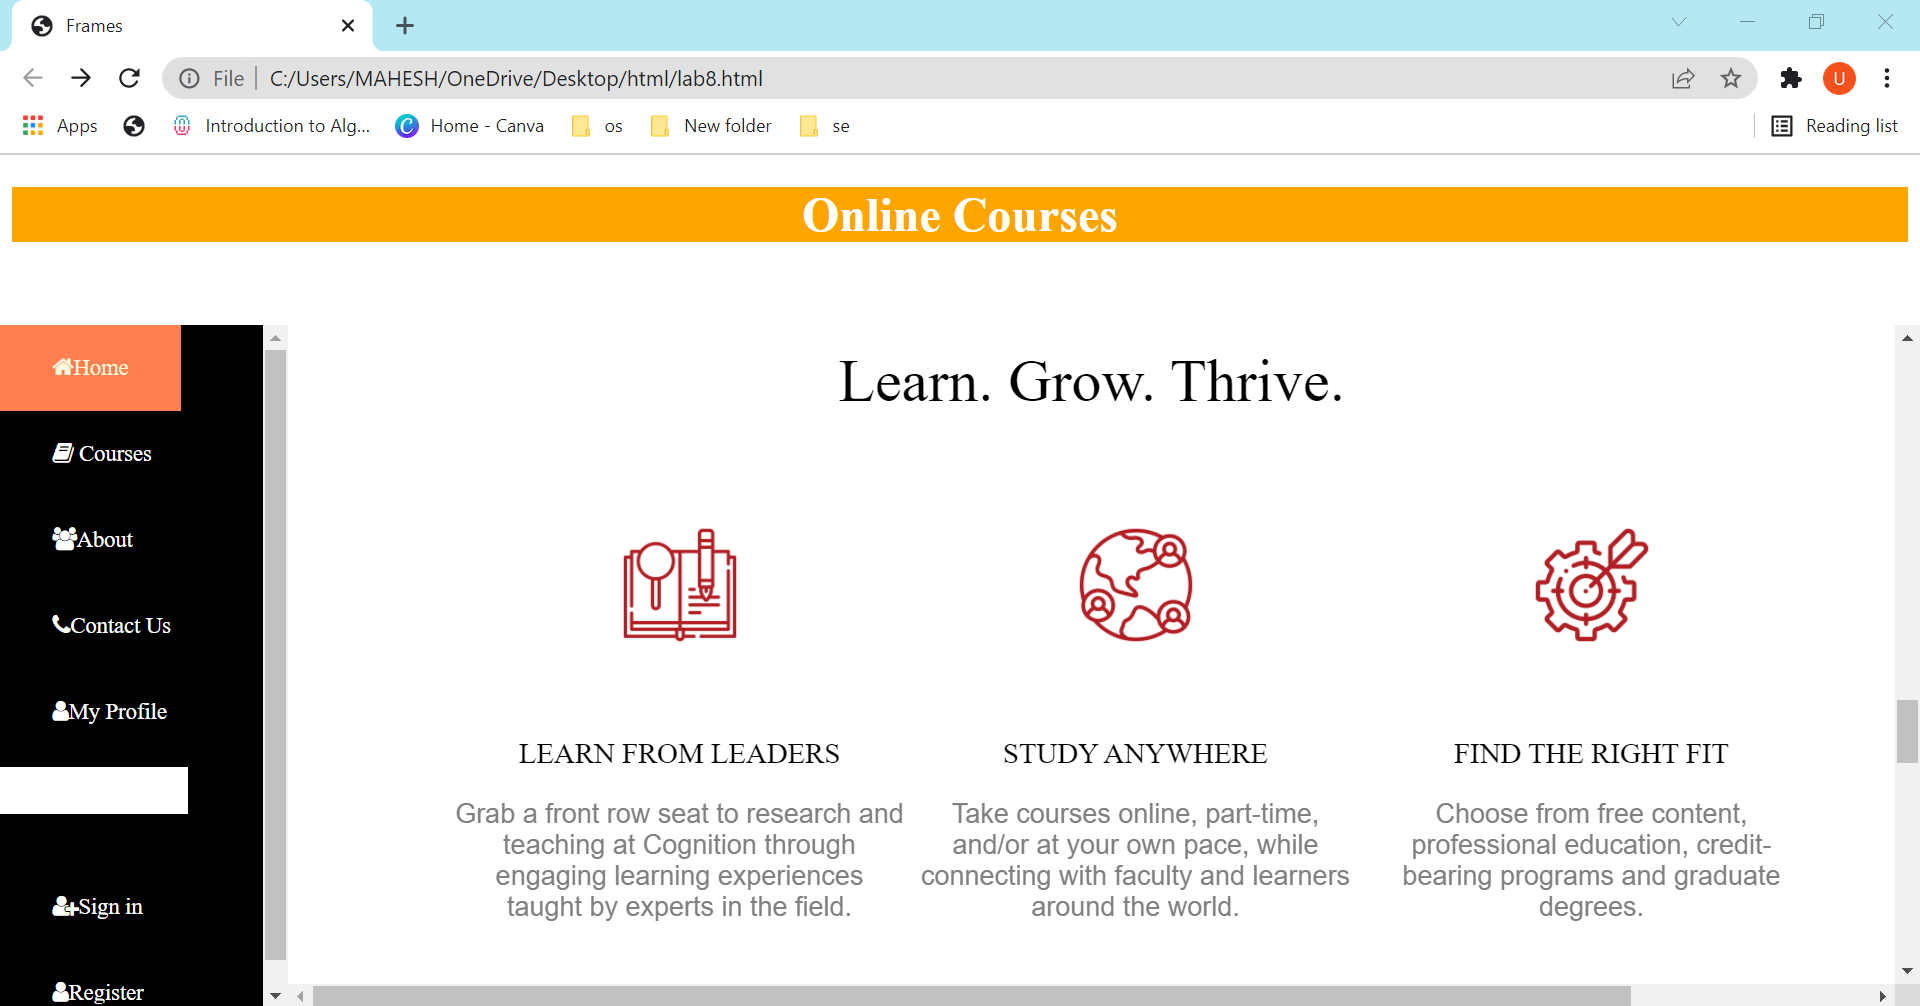 Frames
File
C:/Users/MAHESH/OneDrive/Desktop/html/lab8.html
U
Apps
Introduction to Alg...
Home - Canva
os
New folder
se
Reading list
Online Courses
Home
Courses
About
Contact Us
My Profile
Sign in
Register
Learn. Grow. Thrive.
LEARN FROM LEADERS
Grab a front row seat to research and
teaching at Cognition through
engaging learning experiences
taught by experts in the field.
STUDY ANYWHERE
Take courses online, part-time,
and/or at your own pace, while
connecting with faculty and learners
around the world.
FIND THE RIGHT FIT
Choose from free content,
professional education, credit-
bearing programs and graduate
degrees.